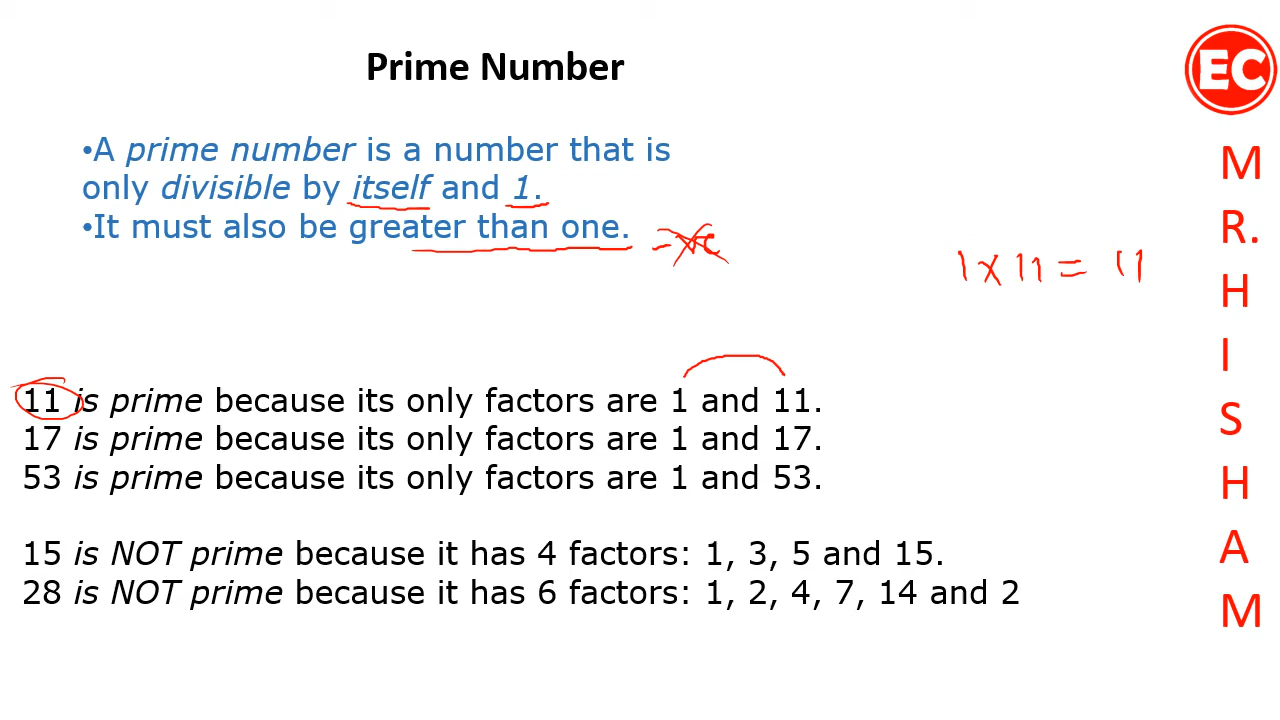 Prime Number
EC
•A prime number is a number that is
only divisible by itself and 1.
•It must also be greater than one.
-ve
1 x 11 = 11
11 is prime because its only factors are 1 and 11.
17 is prime because its only factors are 1 and 17.
53 is prime because its only factors are 1 and 53.
15 is NOT prime because it has 4 factors: 1, 3, 5 and 15.
28 is NOT prime because it has 6 factors: 1, 2, 4, 7, 14 and 2
M
R.
H
I
S
H
A
M